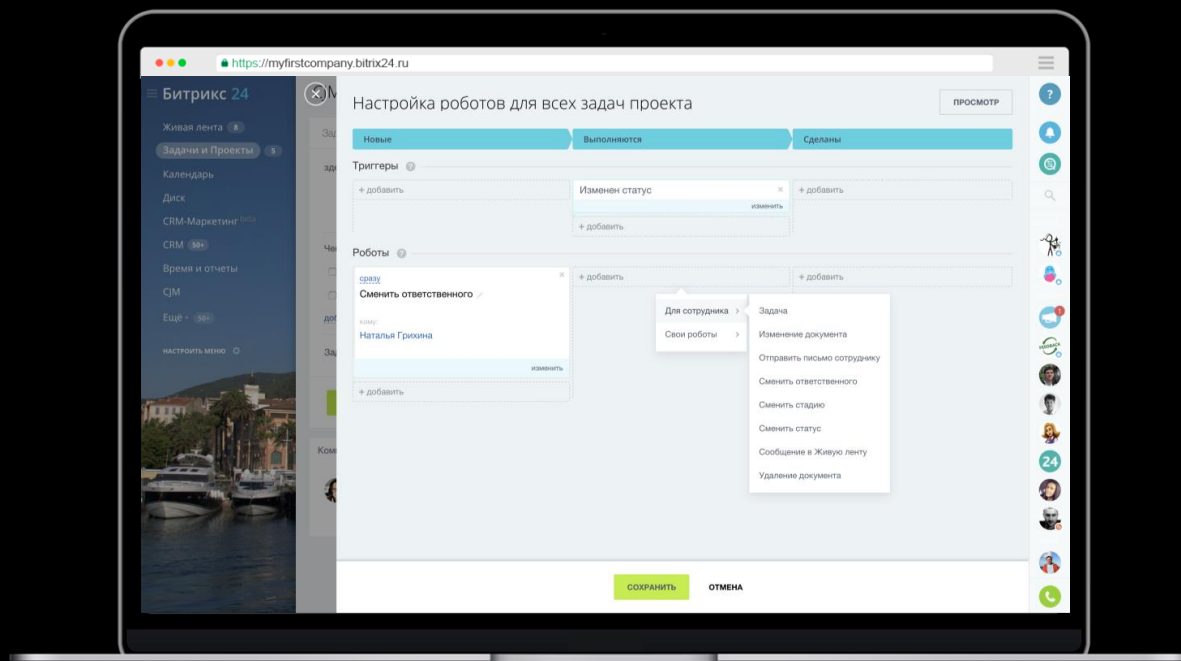 https://myfirstcompany.bitrix24.ru
Битрикс 24
Живая лента 8
Задачи и Проекты 5
Календарь
Диск
CRM-Маркетинг beta
CRM 50+
Время и отчеты
CJM
Ещё 50+
НАСТРОИТЬ МЕНЮ
Настройка роботов для всех задач проекта
ПРОСМОТР
Новые
Выполняются
Сделаны
Триггеры ?
+ добавить
Изменен статус
изменить
+ добавить
+ добавить
Роботы ?
сразу
Сменить ответственного
кому:
Наталья Грихина
изменить
+ добавить
+ добавить
+ добавить
Для сотрудника
Свои роботы
Задача
Изменение документа
Отправить письмо сотруднику
Сменить ответственного
Сменить стадию
Сменить статус
Сообщение в Живую ленту
Удаление документа
СОХРАНИТЬ
ОТМЕНА
?
1
24